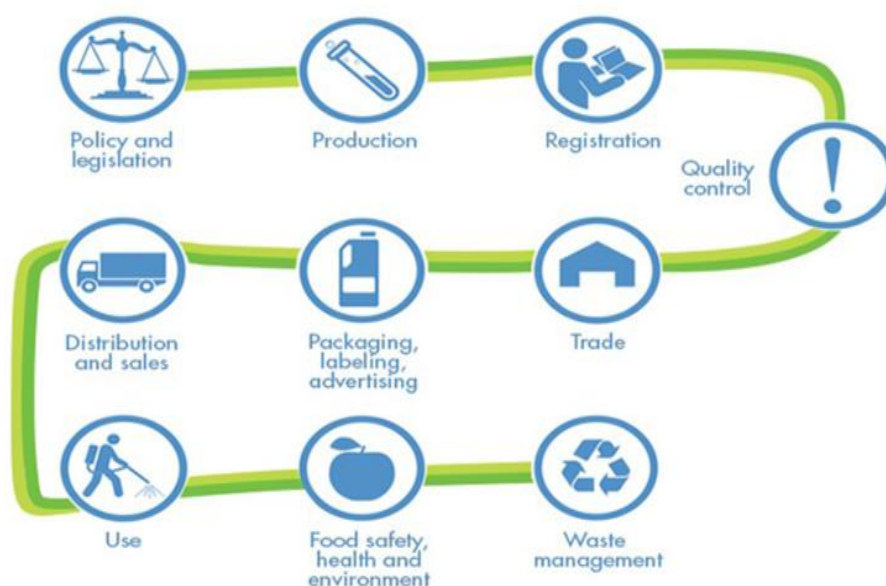 Policy and
legislation
Production
Registration
Quality
control
Trade
Packaging,
labeling,
advertising
Distribution
and sales
Use
Food safety,
health and
environment
Waste
management